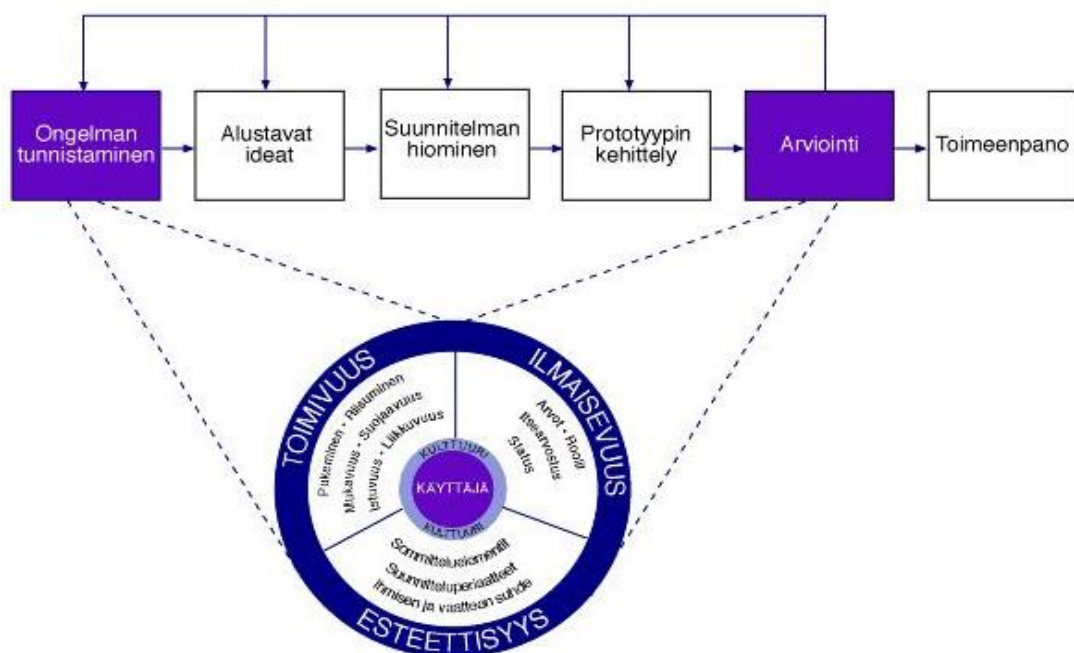 Ongelman
tunnistaminen
Alustavat
ideat
Suunnitelman
hiominen
Prototyypin
kehittely
Arviointi
Toimeenpano
TOIMIVUUS
Pukeminen - Riisuminen
Mukavuus - Suojaavuus
Istuvuus - Liikkuvuus
ILMAISEVUUS
Arvot - Roolit
Itsearvostus
Status
KULTTUURI
KÄYTTÄJÄ
KULTTUURI
Sommitteluelementit
Suunnitteluperiaatteet
Ihmisen ja vaatteen suhde
ESTEETTISYYS